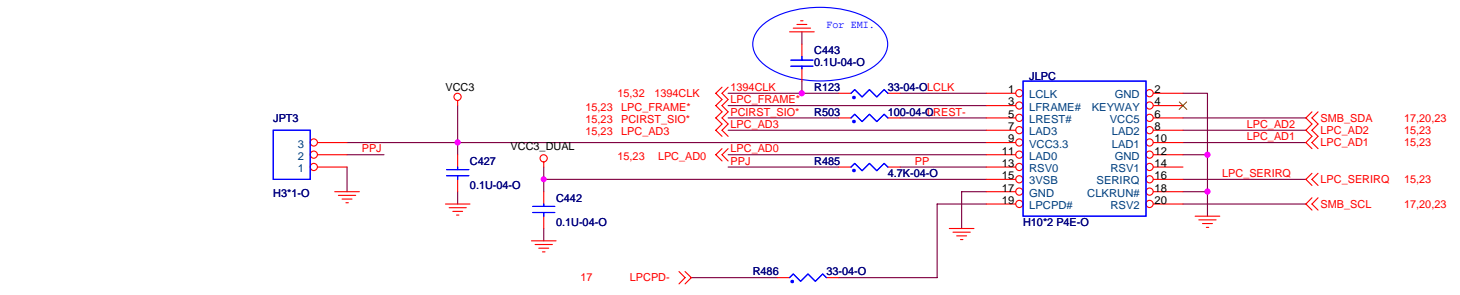 For EMI.
C443
0.1U-04-O
JLPC
VCC3
15,32 1394CLK
1394CLK
R123
33-04-O
LCLK
1
LCLK
GND
2
15,23 LPC_FRAME*
LPC_FRAME*
3
LFRAME#
KEYWAY
4
15,23 PCIRST_SIO*
PCIRST_SIO*
R503
100-04-O
LREST-
5
LREST#
VCC5
6
SMB_SDA
17,20,23
15,23 LPC_AD3
LPC_AD3
7
LAD3
LAD2
8
LPC_AD2
LPC_AD2
15,23
JPT3
3
9
VCC3.3
LAD1
10
LPC_AD1
LPC_AD1
15,23
2
PPJ
VCC3_DUAL
15,23 LPC_AD0
LPC_AD0
11
LAD0
GND
12
1
C427
0.1U-04-O
PPJ
R485
4.7K-04-O
PP
13
RSV0
RSV1
14
15
3VSB
SERIRQ
16
LPC_SERIRQ
LPC_SERIRQ
15,23
H3*1-O
C442
0.1U-04-O
17
GND
CLKRUN#
18
19
LPCPD#
RSV2
20
SMB_SCL
17,20,23
H10*2 P4E-O
17
LPCPD-
R486
33-04-O